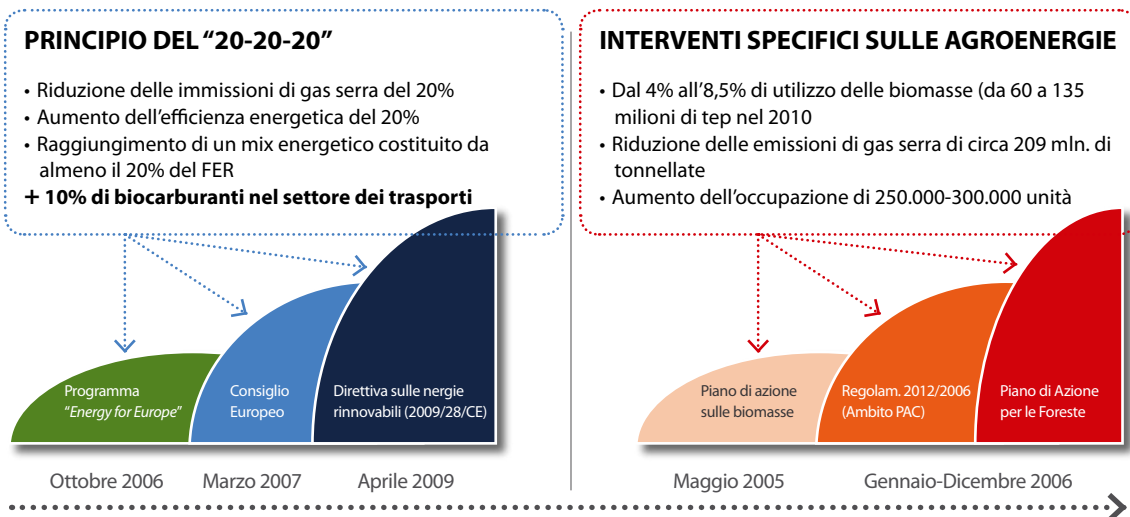 PRINCIPIO DEL “20-20-20”
• Riduzione delle immissioni di gas serra del 20%
• Aumento dell’efficienza energetica del 20%
• Raggiungimento di un mix energetico costituito da
almeno il 20% del FER
+ 10% di biocarburanti nel settore dei trasporti
Programma
“Energy for Europe”
Consiglio
Europeo
Direttiva sulle nergie
rinnovabili (2009/28/CE)
Ottobre 2006
Marzo 2007
Aprile 2009
INTERVENTI SPECIFICI SULLE AGROENERGIE
• Dal 4% all’8,5% di utilizzo delle biomasse (da 60 a 135
milioni di tep nel 2010
• Riduzione delle emissioni di gas serra di circa 209 mln. di
tonnellate
• Aumento dell’occupazione di 250.000-300.000 unità
Piano di azione
sulle biomasse
Regolam. 2012/2006
(Ambito PAC)
Piano di Azione
per le Foreste
Maggio 2005
Gennaio-Dicembre 2006